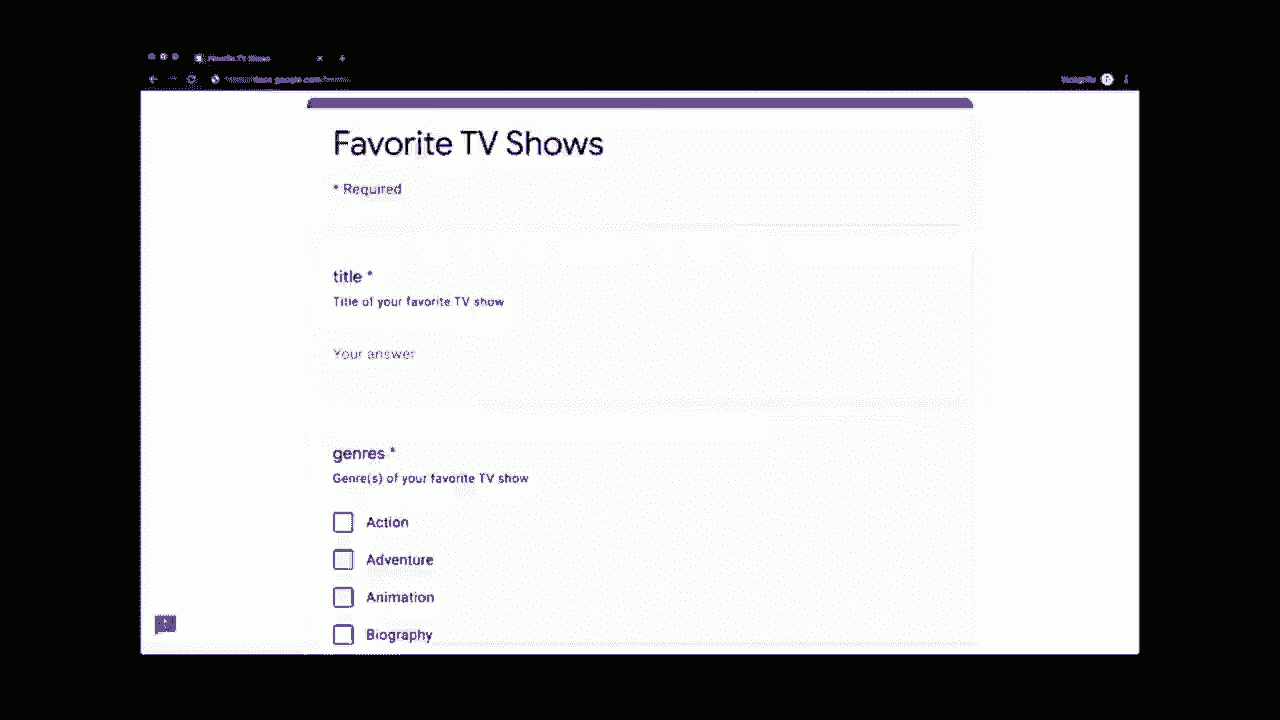 Favorite TV Shows
Incognito
Favorite TV Shows
* Required
title *
Title of your favorite TV show
Your answer
genres *
Genre(s) of your favorite TV show
Action
Adventure
Animation
Biography